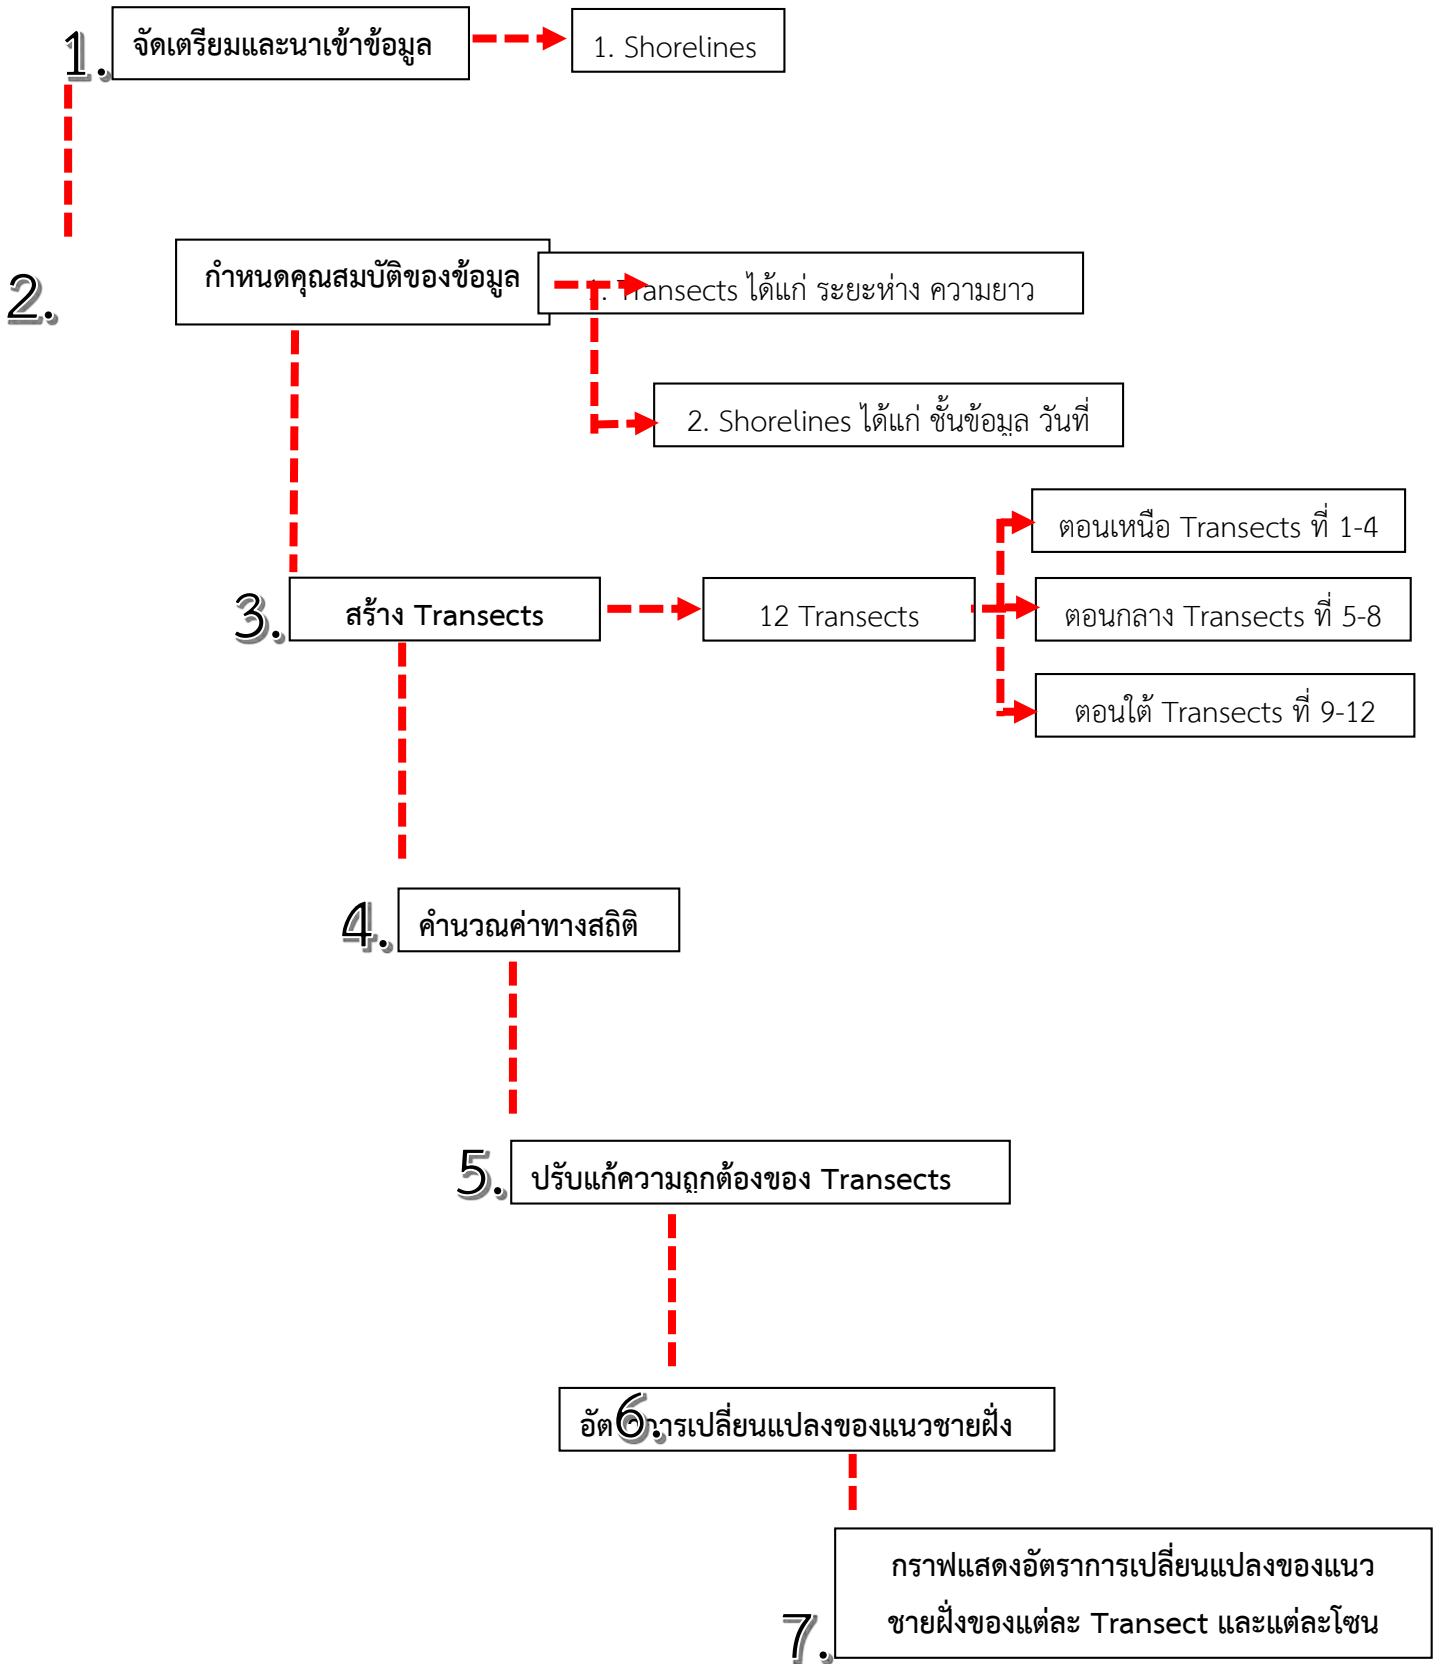 1.
จัดเตรียมและนาเข้าข้อมูล
1. Shorelines
2.
กำหนดคุณสมบัติของข้อมูล
1. Transects ได้แก่ ระยะห่าง ความยาว
2. Shorelines ได้แก่ ชั้นข้อมูล วันที่
3.
สร้าง Transects
12 Transects
ตอนเหนือ Transects ที่ 1-4
ตอนกลาง Transects ที่ 5-8
ตอนใต้ Transects ที่ 9-12
4.
คำนวณค่าทางสถิติ
5.
ปรับแก้ความถูกต้องของ Transects
6.
อัตราการเปลี่ยนแปลงของแนวชายฝั่ง
7.
กราฟแสดงอัตราการเปลี่ยนแปลงของแนว
ชายฝั่งของแต่ละ Transect และแต่ละโซน